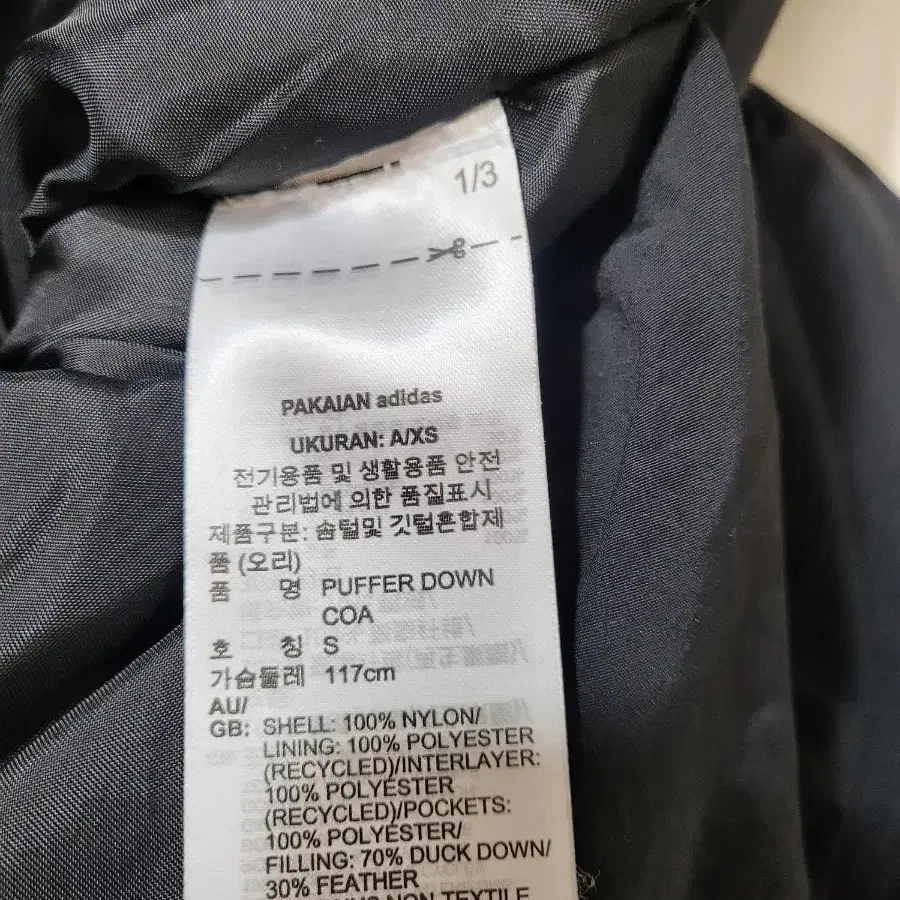 1/3
PAKAIAN adidas
UKURAN: A/XS
전기용품 및 생활용품 안전
관리법에 의한 품질표시
제품구분: 솜털및 깃털혼합제
품 (오리)
품 명 PUFFER DOWN
COA
호 칭 S
가슴둘레 117cm
AU/
GB: SHELL: 100% NYLON/
LINING: 100% POLYESTER
(RECYCLED)/INTERLAYER:
100% POLYESTER
(RECYCLED)/POCKETS:
100% POLYESTER/
FILLING: 70% DUCK DOWN/
30% FEATHER
NON-TEXTILE